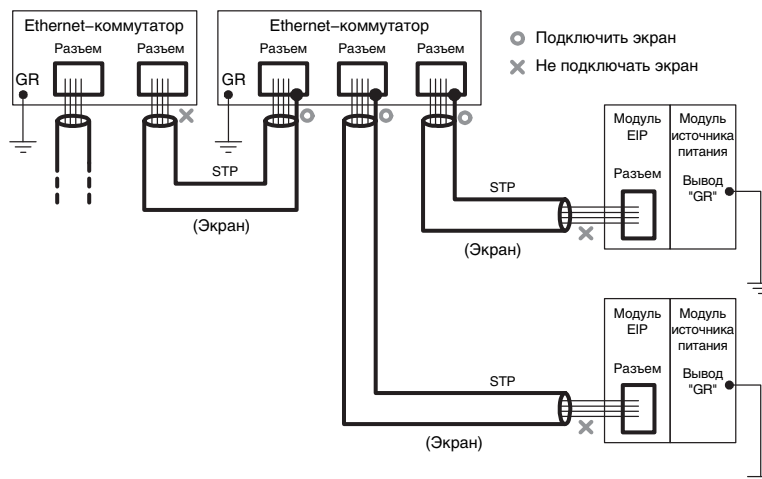 Ethernet–коммутатор
Разъем Разъем
GR
Ethernet–коммутатор
Разъем Разъем Разъем
GR
Подключить экран
Не подключать экран
STP
(Экран)
STP
(Экран)
Модуль
EIP
Разъем
Модуль
источника
питания
Вывод
"GR"
STP
(Экран)
Модуль
EIP
Разъем
Модуль
источника
питания
Вывод
"GR"